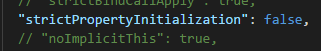 // "strictBindCallApply": true,
"strictPropertyInitialization": false,
// "noImplicitThis": true,